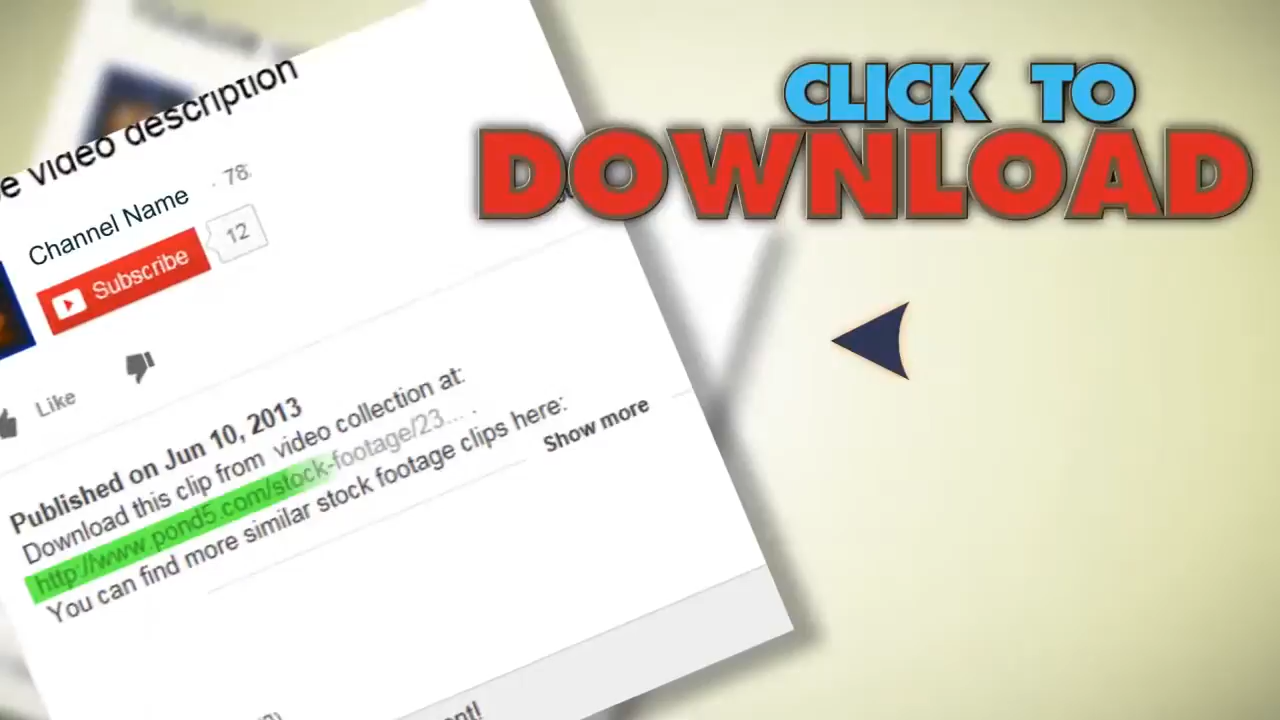 CLICK TO
DOWNLOAD
video description
Channel Name
78
Subscribe
12
Like
Published on Jun 10, 2013
Download this clip from video collection at:
http://www.pond5.com/stock-footage/23...
You can find more similar stock footage clips here:
Show more